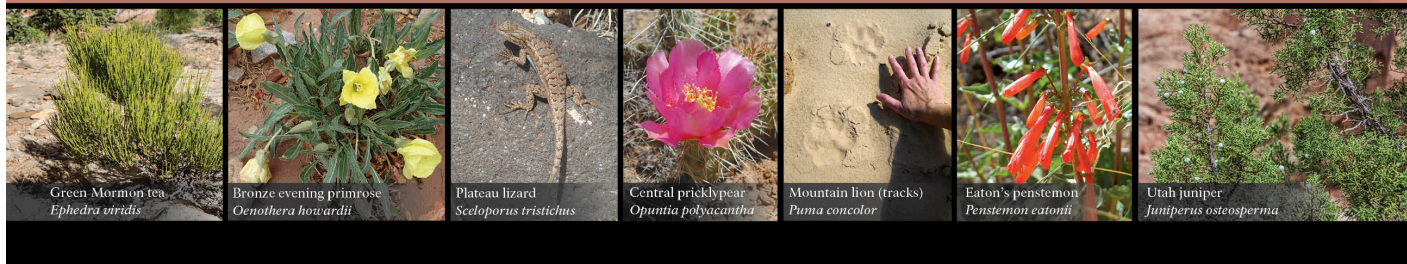 Green Mormon tea
Ephedra viridis
Bronze evening primrose
Oenothera howardii
Plateau lizard
Sceloporus tristichus
Central pricklypear
Opuntia polyacantha
Mountain lion (tracks)
Puma concolor
Eaton's penstemon
Penstemon eatonii
Utah juniper
Juniperus osteosperma